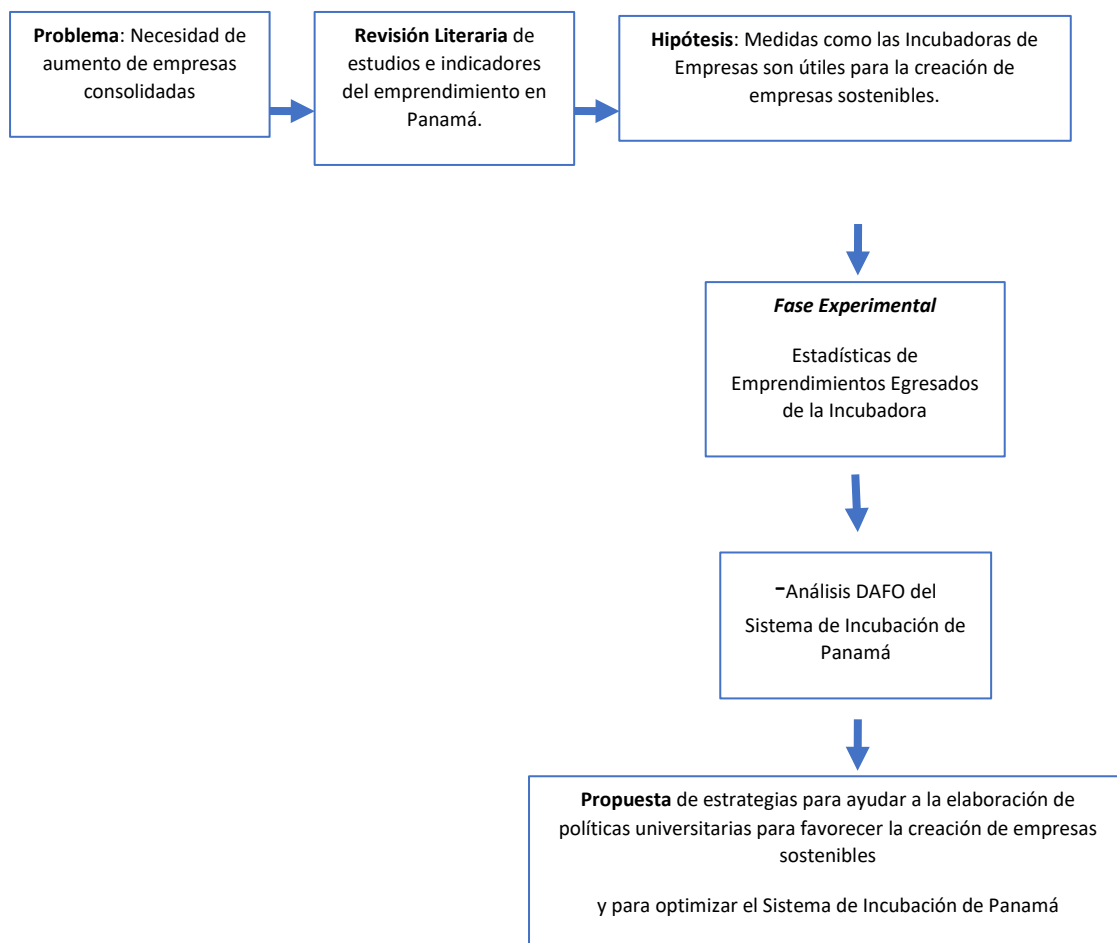 Problema: Necesidad de
aumento de empresas
consolidadas
Revisión Literaria de
estudios e indicadores
del emprendimiento en
Panamá.
Hipótesis: Medidas como las Incubadoras de
Empresas son útiles para la creación de
empresas sostenibles.
Fase Experimental
Estadísticas de
Emprendimientos Egresados
de la Incubadora
-Análisis DAFO del
Sistema de Incubación de
Panamá
Propuesta de estrategias para ayudar a la elaboración de
políticas universitarias para favorecer la creación de empresas
sostenibles
y para optimizar el Sistema de Incubación de Panamá